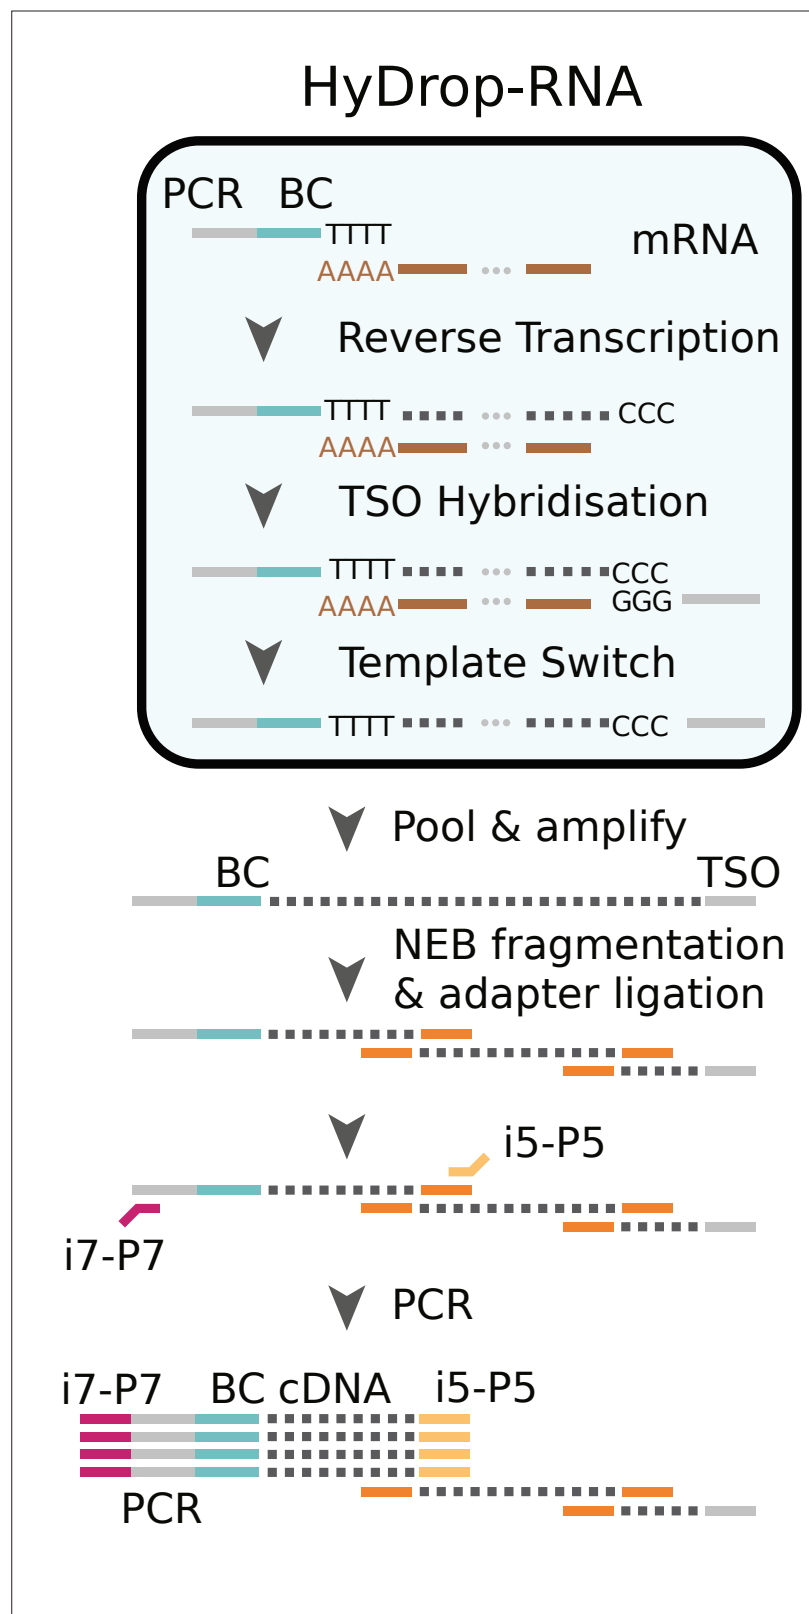 HyDrop-RNA
PCR BC
TTTT
mRNA
AAAA
Reverse Transcription
TTTT CCC
AAAA
TSO Hybridisation
TTTT CCC
AAAA GGG
Template Switch
TTTT CCC
Pool & amplify
BC TSO
NEB fragmentation
& adapter ligation
i5-P5
i7-P7
PCR
i7-P7 BC cDNA i5-P5
PCR